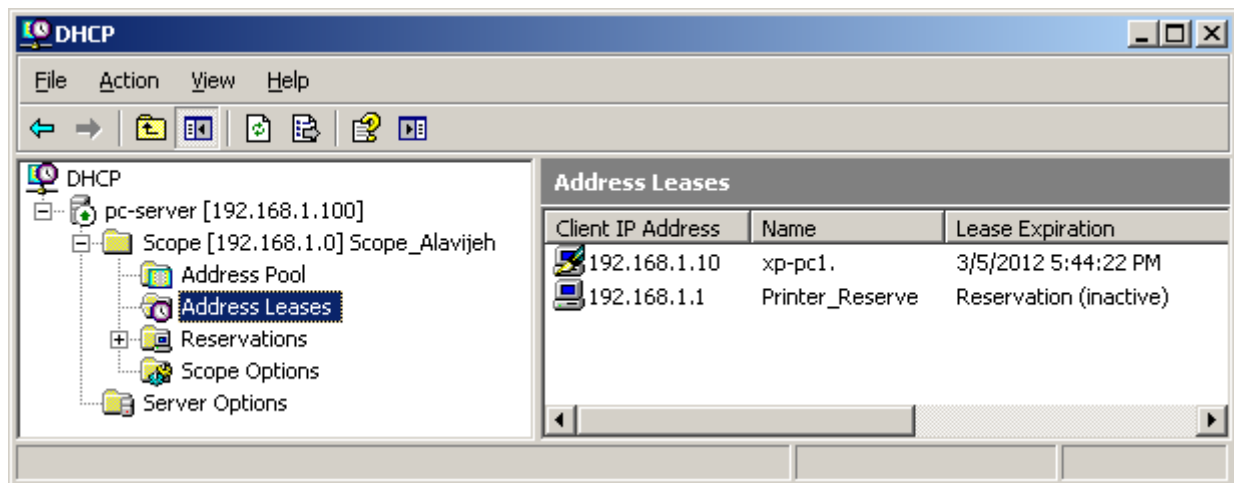 DHCP
File Action View Help
DHCP
pc-server [192.168.1.100]
Scope [192.168.1.0] Scope_Alavijeh
Address Pool
Address Leases
Reservations
Scope Options
Server Options
Address Leases
Client IP Address Name Lease Expiration
192.168.1.10 xp-pc1. 3/5/2012 5:44:22 PM
192.168.1.1 Printer_Reserve Reservation (inactive)